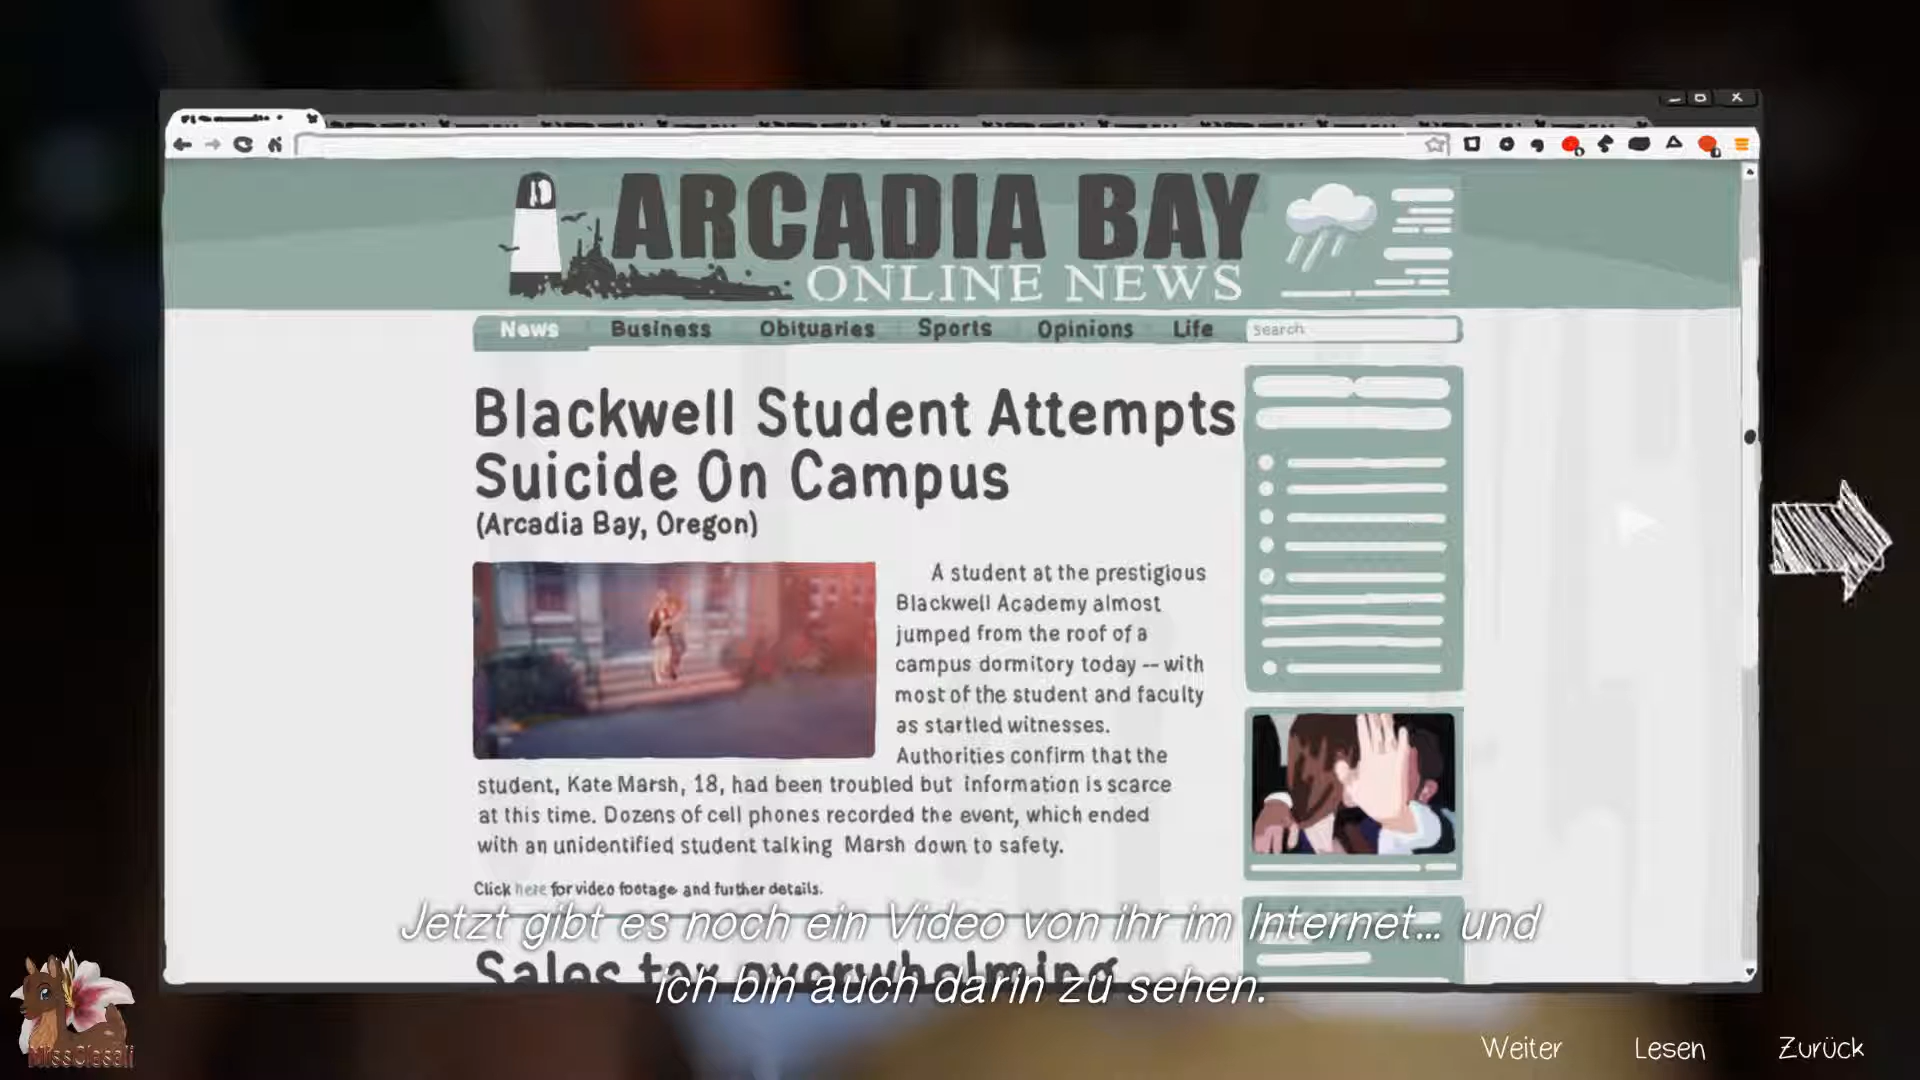 ARCADIA BAY
ONLINE NEWS
News Business Obituaries Sports Opinions Life search
Blackwell Student Attempts
Suicide On Campus
(Arcadia Bay, Oregon)
A student at the prestigious
Blackwell Academy almost
jumped from the roof of a
campus dormitory today -- with
most of the student and faculty
as startled witnesses.
Authorities confirm that the
student, Kate Marsh, 18, had been troubled but information is scarce
at this time. Dozens of cell phones recorded the event, which ended
with an unidentified student talking Marsh down to safety.
Click here for video footage and further details.
Jetzt gibt es noch ein Video von ihr im Internet... und
Sales tax overwhelming
ich bin auch darin zu sehen.
MissClesali
Weiter Lesen Zurück